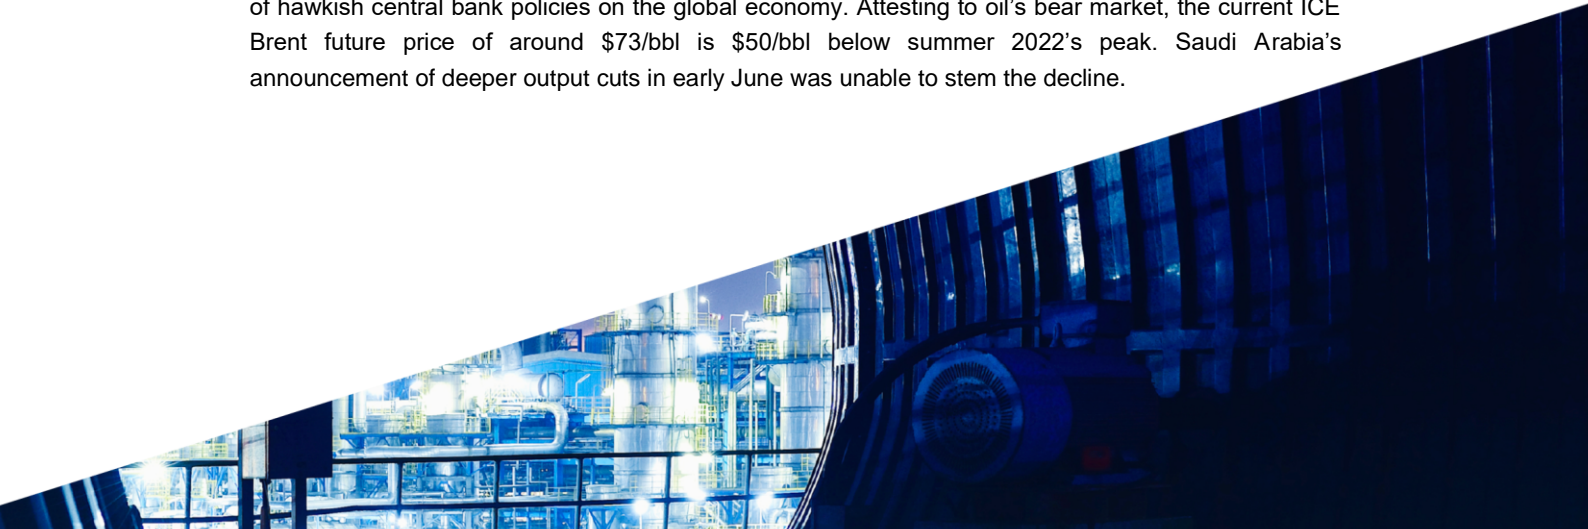 of hawkish central bank policies on the global economy. Attesting to oil’s bear market, the current ICE
Brent future price of around $73/bbl is $50/bbl below summer 2022’s peak. Saudi Arabia’s
announcement of deeper output cuts in early June was unable to stem the decline.